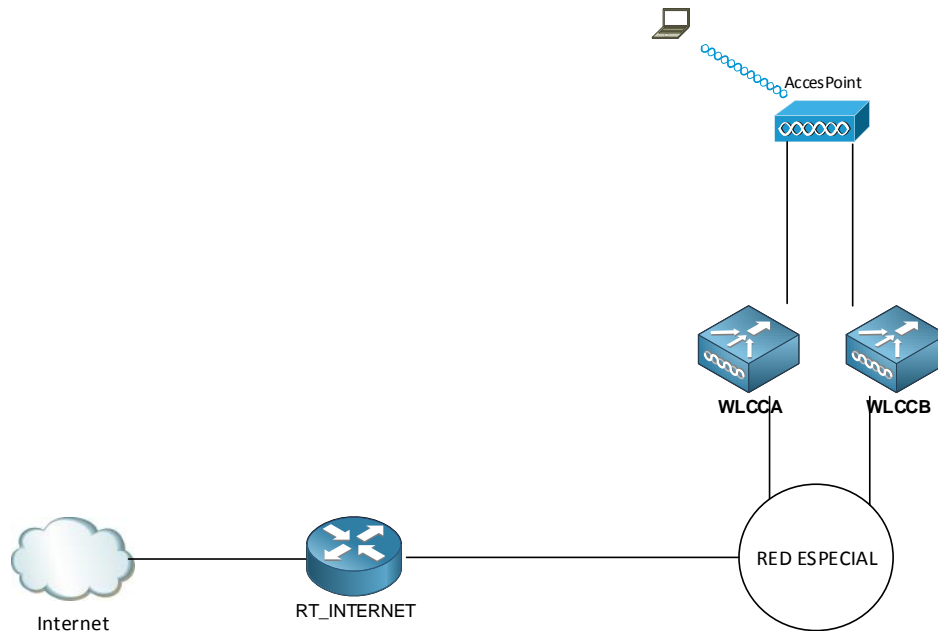 AccesPoint
WLCCA
WLCCB
RED ESPECIAL
RT_INTERNET
Internet